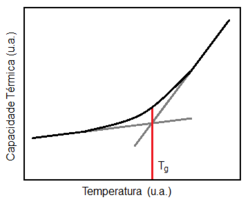 Capacidade Térmica (u.a.)
Tg
Temperatura (u.a.)